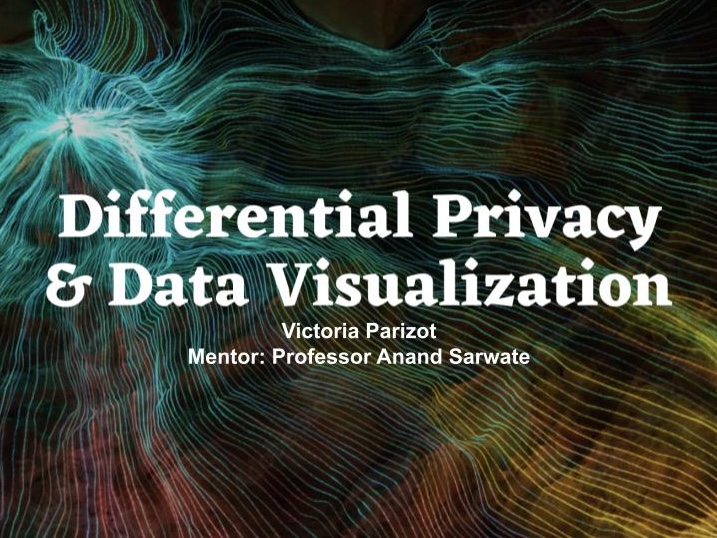 Differential Privacy
& Data Visualization
Victoria Parizot
Mentor: Professor Anand Sarwate